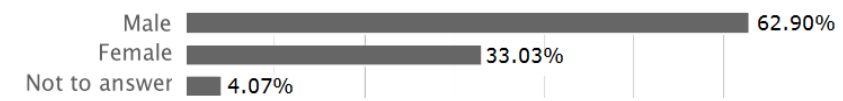 Male 62.90%
Female 33.03%
Not to answer 4.07%